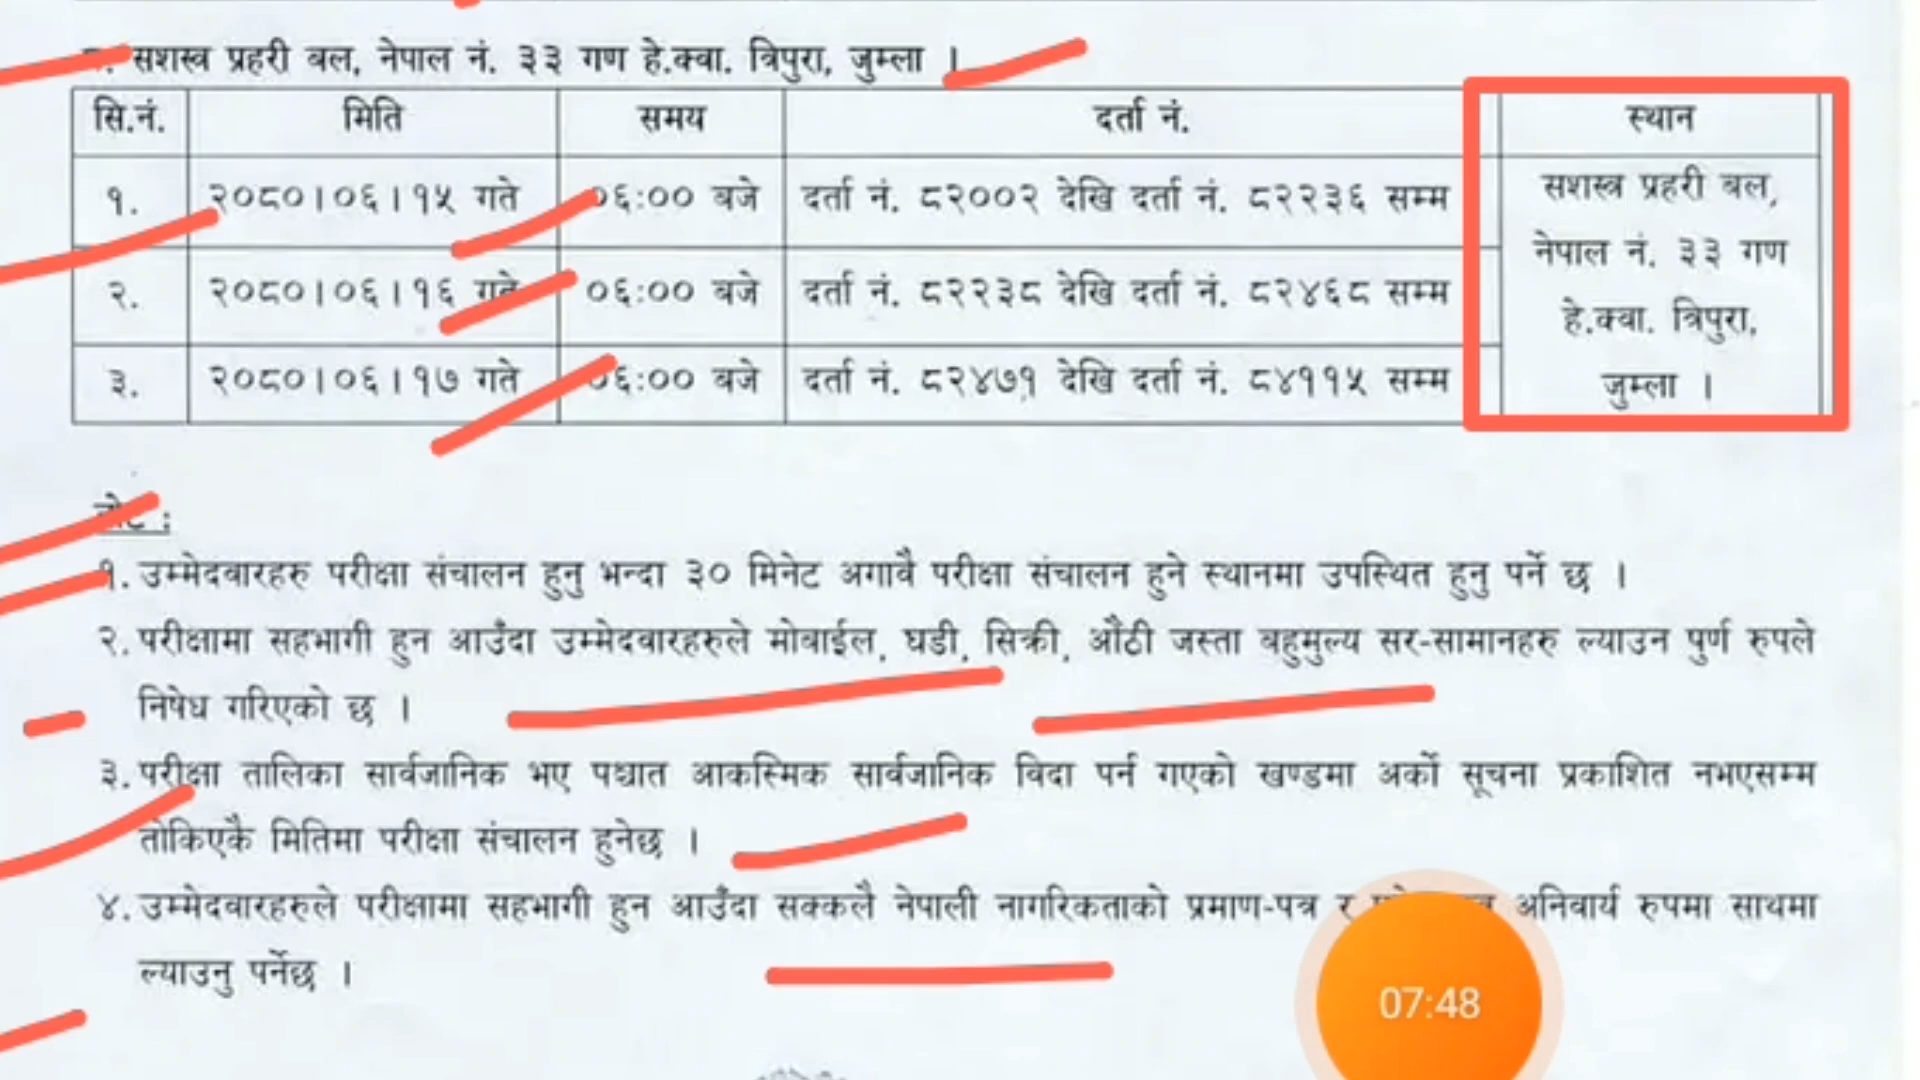 सशस्त्र प्रहरी बल, नेपाल नं. ३३ गण हे.क्वा. त्रिपुरा, जुम्ला ।
सि.नं. मिति समय दर्ता नं. स्थान
१. २०८०।०६।१५ गते ०६:०० बजे दर्ता नं. ८२००२ देखि दर्ता नं. ८२२३६ सम्म
२. २०८०।०६।१६ गते ०६:०० बजे दर्ता नं. ८२२३८ देखि दर्ता नं. ८२४६८ सम्म
३. २०८०।०६।१७ गते ०६:०० बजे दर्ता नं. ८२४७१ देखि दर्ता नं. ८४११५ सम्म
सशस्त्र प्रहरी बल,
नेपाल नं. ३३ गण
हे.क्वा. त्रिपुरा,
जुम्ला ।
नोट :
१. उम्मेदवारहरु परीक्षा संचालन हुनु भन्दा ३० मिनेट अगावै परीक्षा संचालन हुने स्थानमा उपस्थित हुनु पर्ने छ ।
२. परीक्षामा सहभागी हुन आउँदा उम्मेदवारहरुले मोबाईल, घडी, सिक्री, औंठी जस्ता बहुमुल्य सर-सामानहरु ल्याउन पुर्ण रुपले
निषेध गरिएको छ ।
३. परीक्षा तालिका सार्वजानिक भए पश्चात आकस्मिक सार्वजानिक विदा पर्न गएको खण्डमा अर्को सूचना प्रकाशित नभएसम्म
तोकिएकै मितिमा परीक्षा संचालन हुनेछ ।
४. उम्मेदवारहरुले परीक्षामा सहभागी हुन आउँदा सक्कलै नेपाली नागरिकताको प्रमाण-पत्र र अनिवार्य रुपमा साथमा
ल्याउनु पर्नेछ ।
07:48